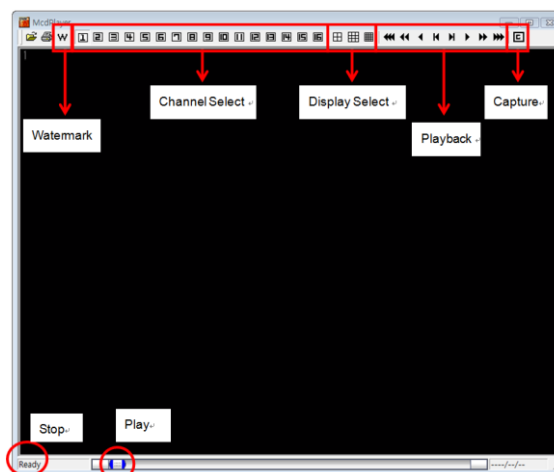 McdPlayer
W 1 2 3 4 5 6 7 8 9 10 11 12 13 14 15 16 C
Channel Select
Display Select
Capture
Watermark
Playback
Stop
Play
Ready
----/--/--